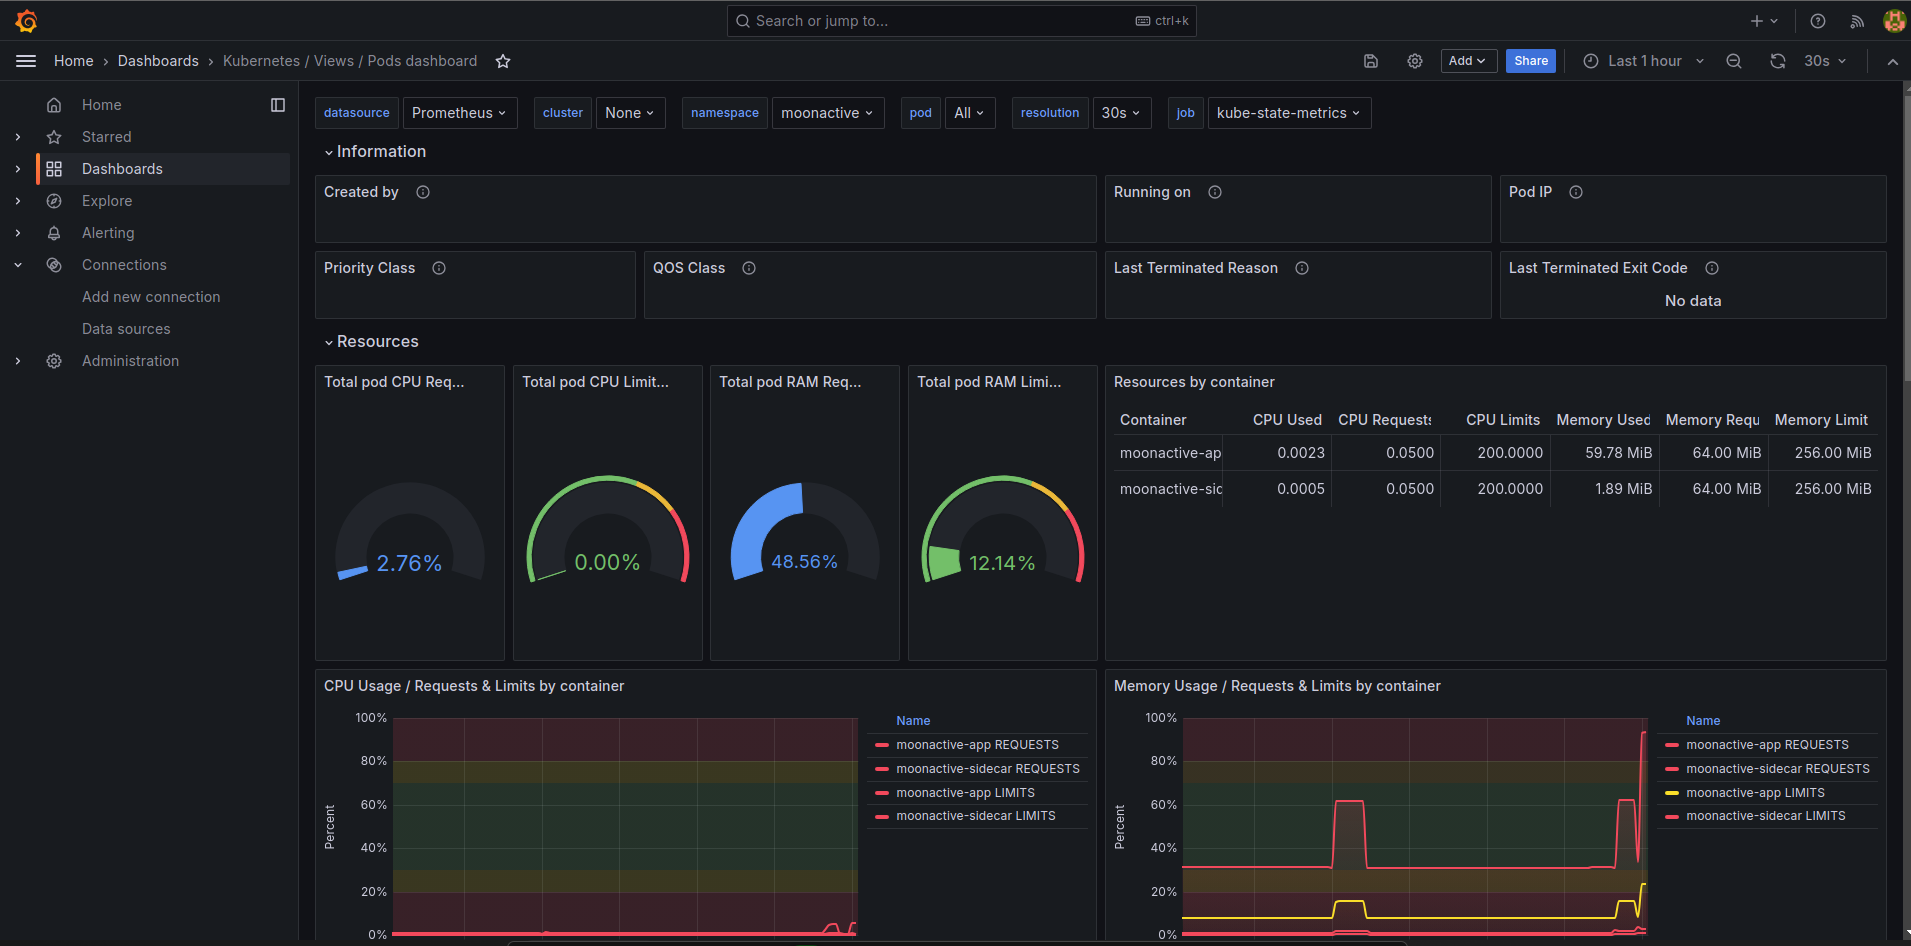 Search or jump to...
ctrl+k
Home › Dashboards › Kubernetes / Views / Pods dashboard
Add
Share
Last 1 hour
30s
Home
Starred
Dashboards
Explore
Alerting
Connections
Add new connection
Data sources
Administration
datasource Prometheus
cluster None
namespace moonactive
pod All
resolution 30s
job kube-state-metrics
Information
Created by
Running on
Pod IP
Priority Class
QOS Class
Last Terminated Reason
Last Terminated Exit Code
No data
Resources
Total pod CPU Req...
2.76%
Total pod CPU Limit...
0.00%
Total pod RAM Req...
48.56%
Total pod RAM Limi...
12.14%
Resources by container
Container CPU Used CPU Requests CPU Limits Memory Used Memory Requ Memory Limit
moonactive-ap 0.0023 0.0500 200.0000 59.78 MiB 64.00 MiB 256.00 MiB
moonactive-sic 0.0005 0.0500 200.0000 1.89 MiB 64.00 MiB 256.00 MiB
CPU Usage / Requests & Limits by container
Percent
100%
80%
60%
40%
20%
0%
Name
moonactive-app REQUESTS
moonactive-sidecar REQUESTS
moonactive-app LIMITS
moonactive-sidecar LIMITS
Memory Usage / Requests & Limits by container
Percent
100%
80%
60%
40%
20%
0%
Name
moonactive-app REQUESTS
moonactive-sidecar REQUESTS
moonactive-app LIMITS
moonactive-sidecar LIMITS